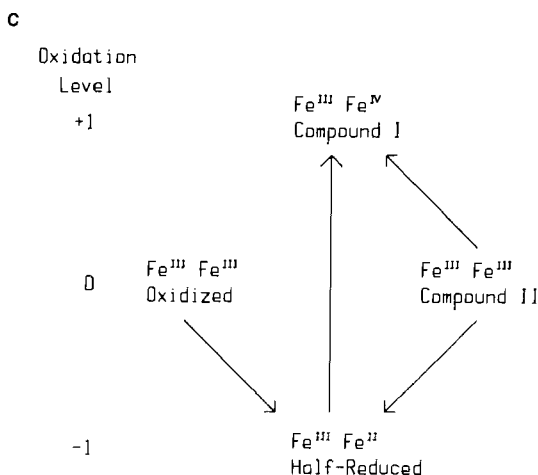 C
Oxidation
Level
+1
Fe^III Fe^IV
Compound I
0
Fe^III Fe^III
Oxidized
Fe^III Fe^III
Compound II
-1
Fe^III Fe^II
Half-Reduced